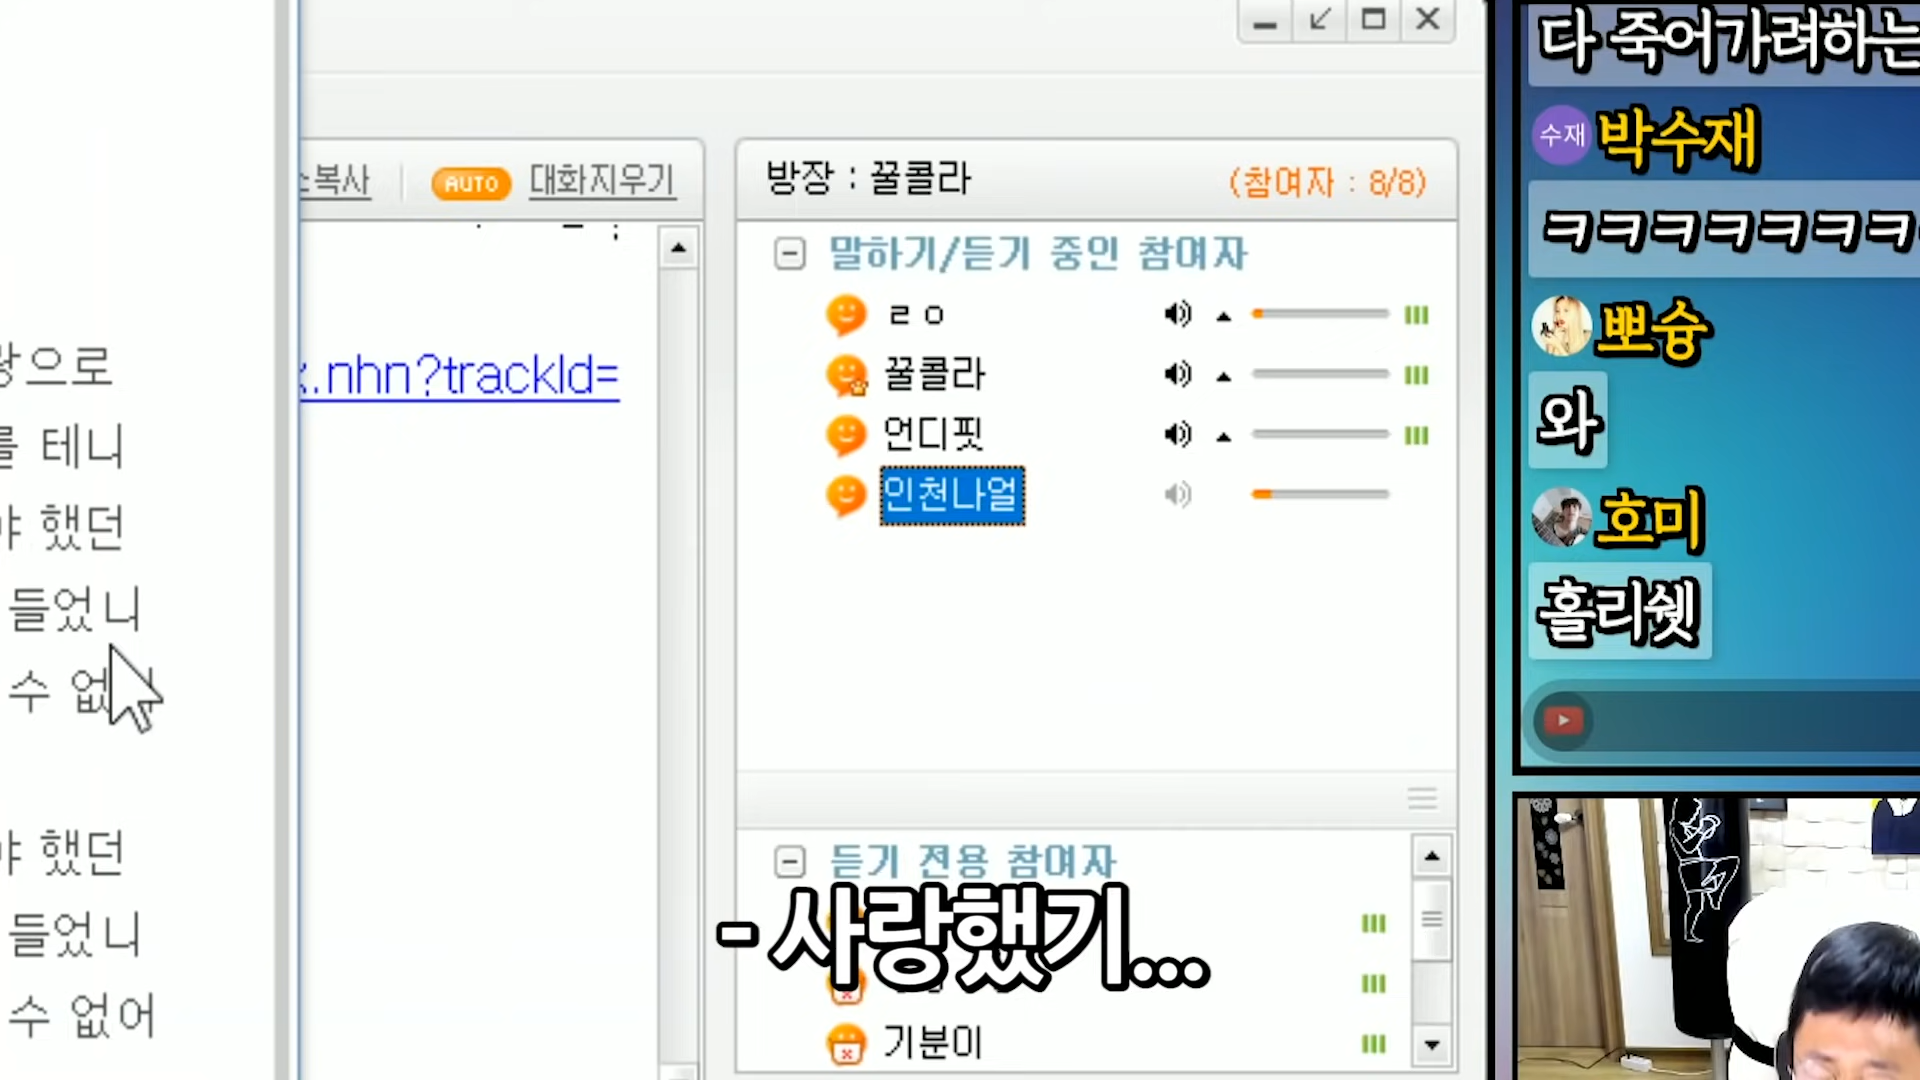 랑으로
를 테니
야 했던
들었니
수 없
야 했던
들었니
수 없어
소복사
AUTO
대화지우기
x.nhn?trackId=
방장 : 꿀콜라
(참여자 : 8/8)
말하기/듣기 중인 참여자
ㄹㅇ
꿀콜라
언디핏
인천나얼
듣기 전용 참여자
기분이
- 사랑했기...
다 죽어가려하는
수재
박수재
ㅋㅋㅋㅋㅋㅋㅋ
뽀슝
와
호미
홀리쉣